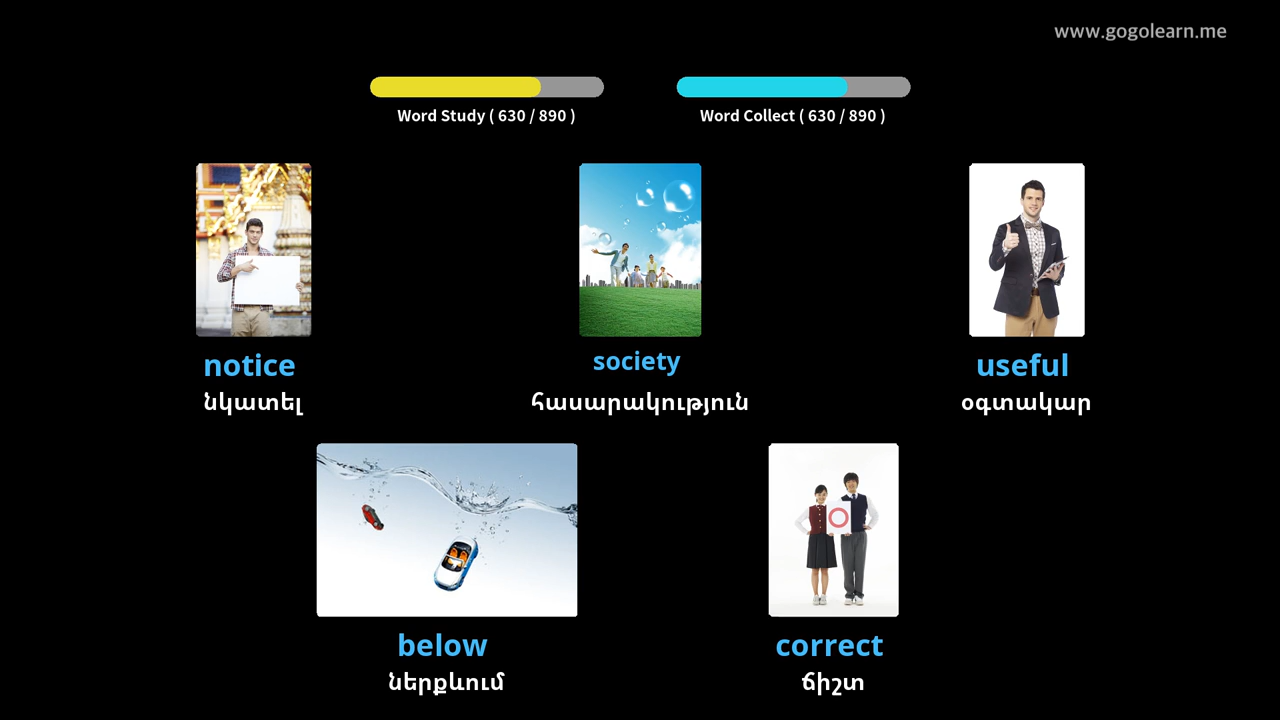 www.gogolearn.me
Word Study ( 630 / 890 )
Word Collect ( 630 / 890 )
notice
նկատել
society
հասարակություն
useful
օգտակար
below
ներքևում
correct
ճիշտ